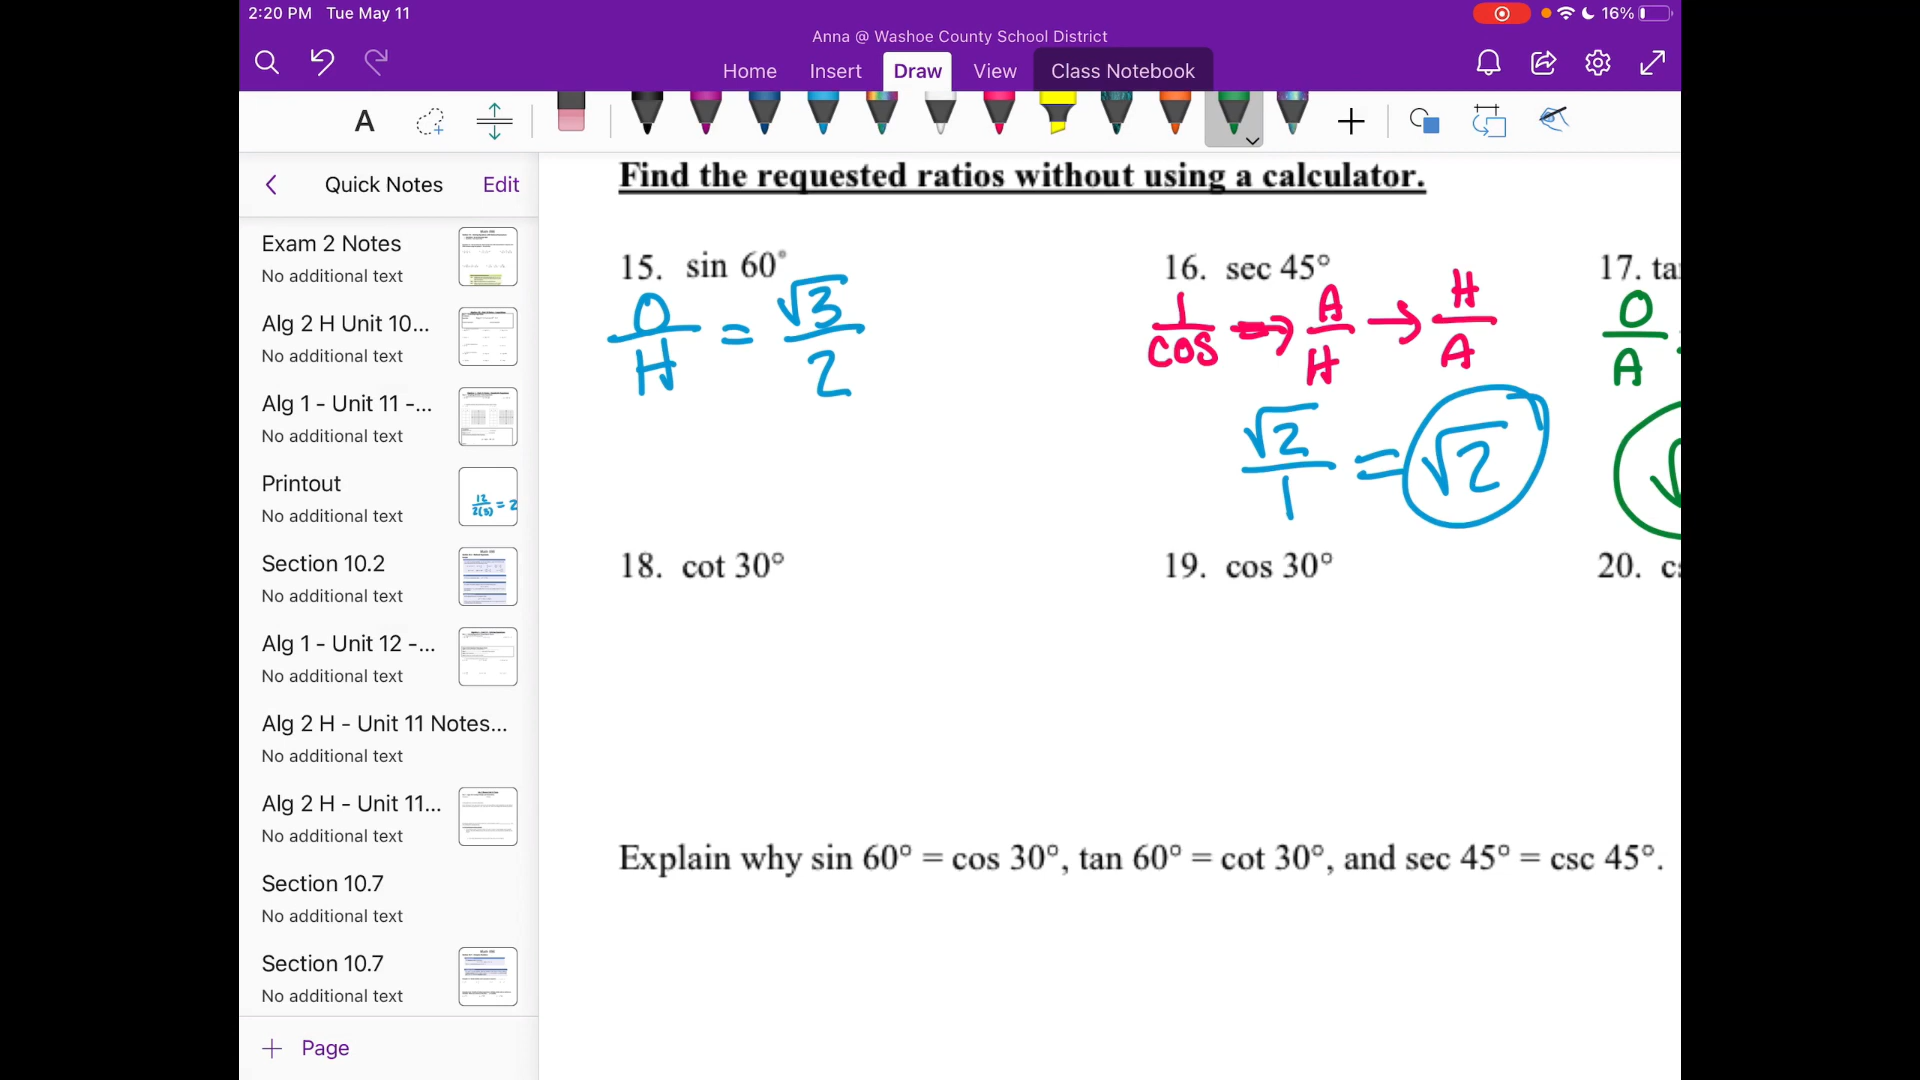 2:20 PM Tue May 11
16%
Anna @ Washoe County School District
Home Insert Draw View Class Notebook
A
Quick Notes Edit
Exam 2 Notes
No additional text
Alg 2 H Unit 10...
No additional text
Alg 1 - Unit 11 -...
No additional text
Printout
No additional text
12/2(3) = 2
Section 10.2
No additional text
Alg 1 - Unit 12 -...
No additional text
Alg 2 H - Unit 11 Notes...
No additional text
Alg 2 H - Unit 11...
No additional text
Section 10.7
No additional text
Section 10.7
No additional text
+ Page
Find the requested ratios without using a calculator.
15. sin 60°
O/H = √3/2
16. sec 45°
1/cos → A/H → H/A
√2/1 = √2
17. ta
O/A
18. cot 30°
19. cos 30°
20. c
Explain why sin 60° = cos 30°, tan 60° = cot 30°, and sec 45° = csc 45°.